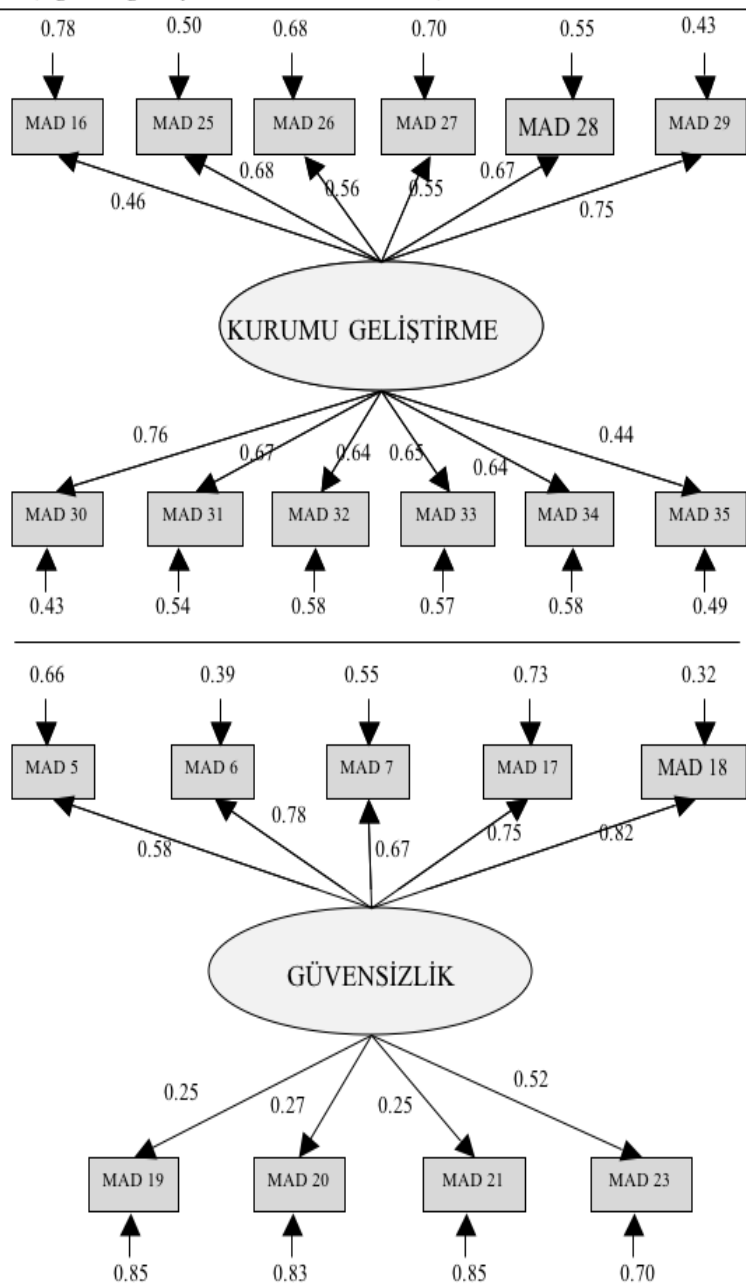 0.78 0.50 0.68 0.70 0.55 0.43
MAD 16 MAD 25 MAD 26 MAD 27 MAD 28 MAD 29
0.46 0.68 0.56 0.55 0.67 0.75
KURUMU GELİŞTİRME
0.76 0.67 0.64 0.65 0.64 0.44
MAD 30 MAD 31 MAD 32 MAD 33 MAD 34 MAD 35
0.43 0.54 0.58 0.57 0.58 0.49
0.66 0.39 0.55 0.73 0.32
MAD 5 MAD 6 MAD 7 MAD 17 MAD 18
0.58 0.78 0.67 0.75 0.82
GÜVENSİZLİK
0.25 0.27 0.25 0.52
MAD 19 MAD 20 MAD 21 MAD 23
0.85 0.83 0.85 0.70